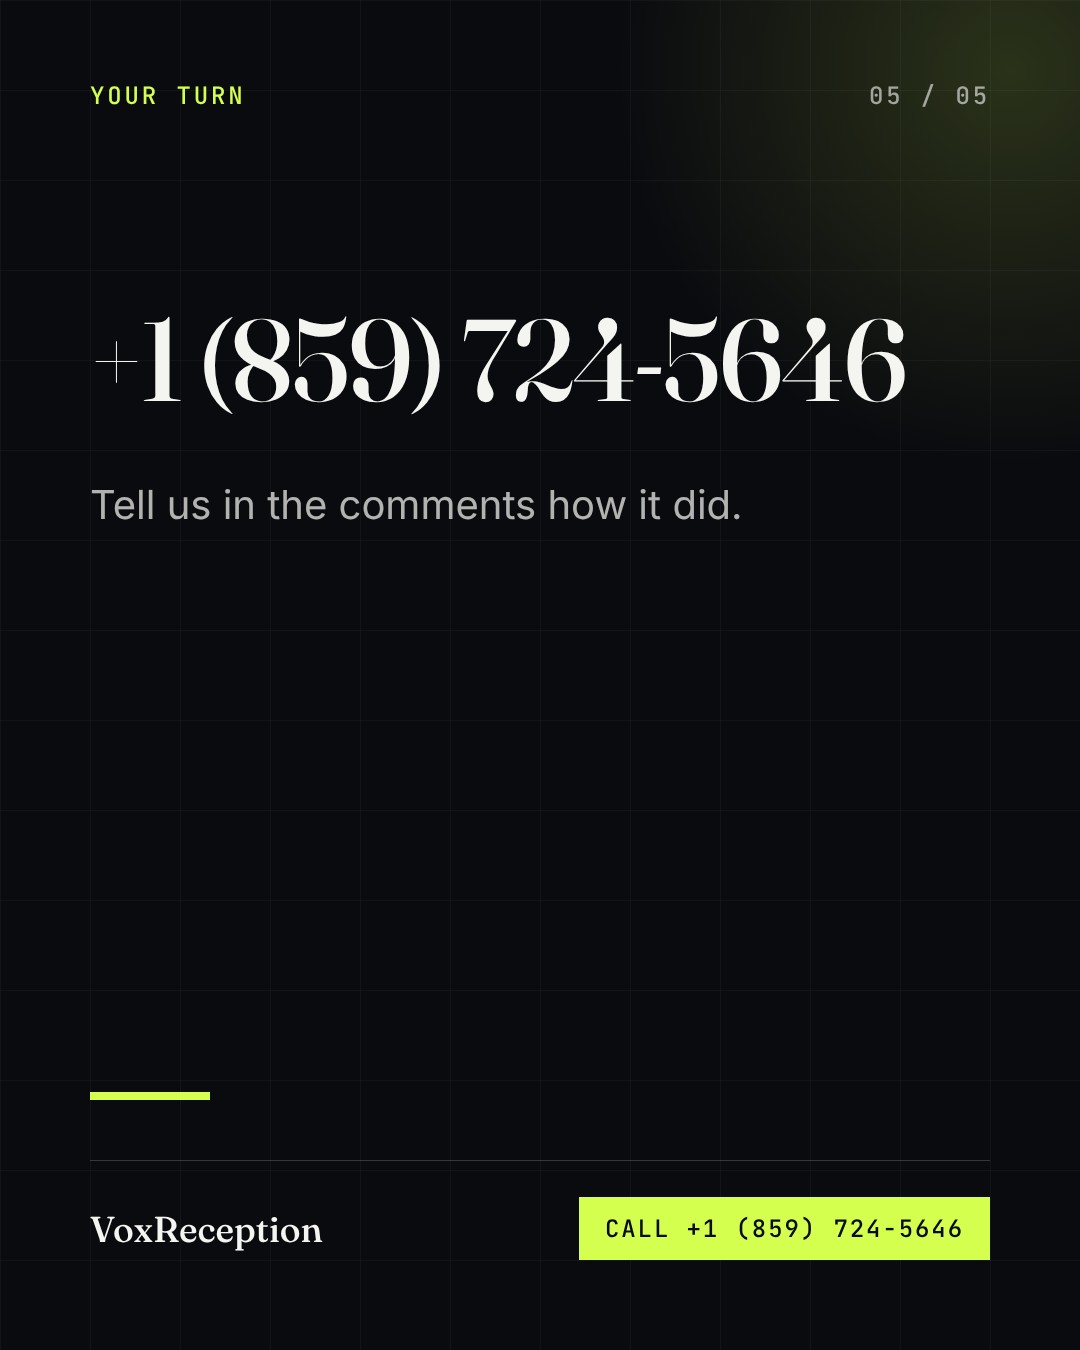 YOUR TURN
05 / 05
+1 (859) 724-5646
Tell us in the comments how it did.
VoxReception
CALL +1 (859) 724-5646